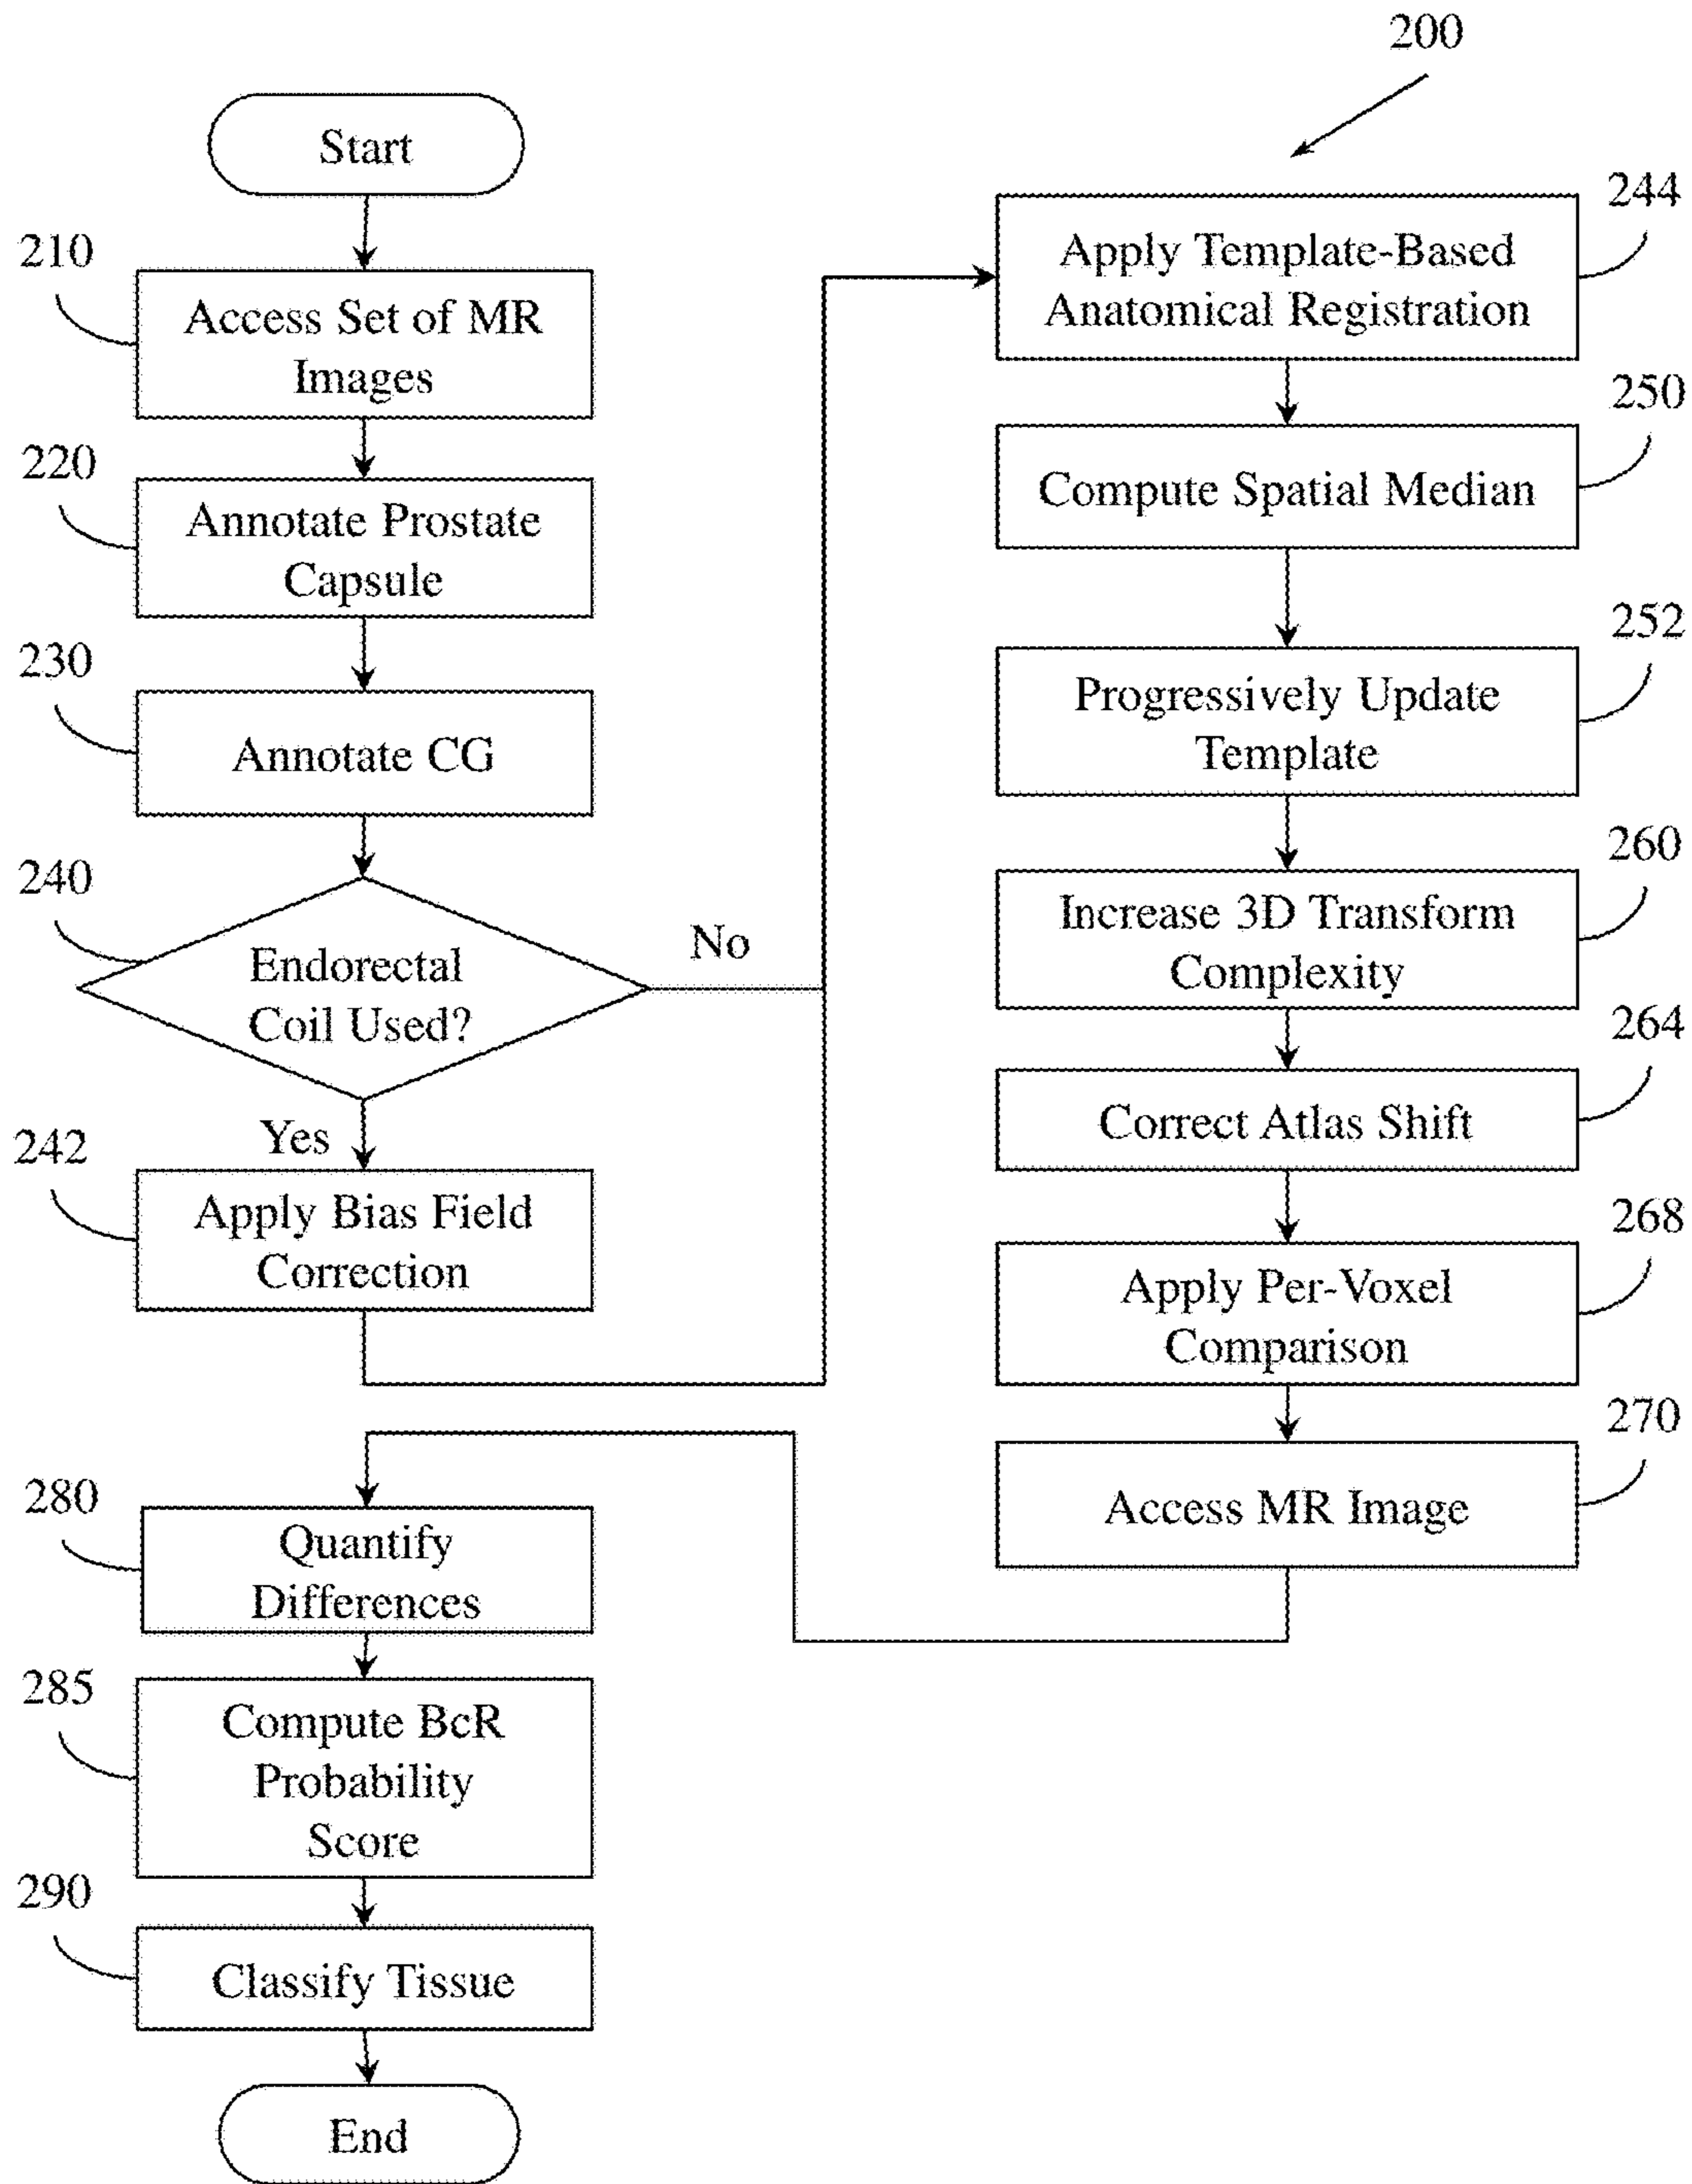 200
Start
210
Access Set of MR
Images
220
Annotate Prostate
Capsule
230
Annotate CG
240
Endorectal
Coil Used?
No
Yes
242
Apply Bias Field
Correction
244
Apply Template-Based
Anatomical Registration
250
Compute Spatial Median
252
Progressively Update
Template
260
Increase 3D Transform
Complexity
264
Correct Atlas Shift
268
Apply Per-Voxel
Comparison
270
Access MR Image
280
Quantify
Differences
285
Compute BcR
Probability
Score
290
Classify Tissue
End